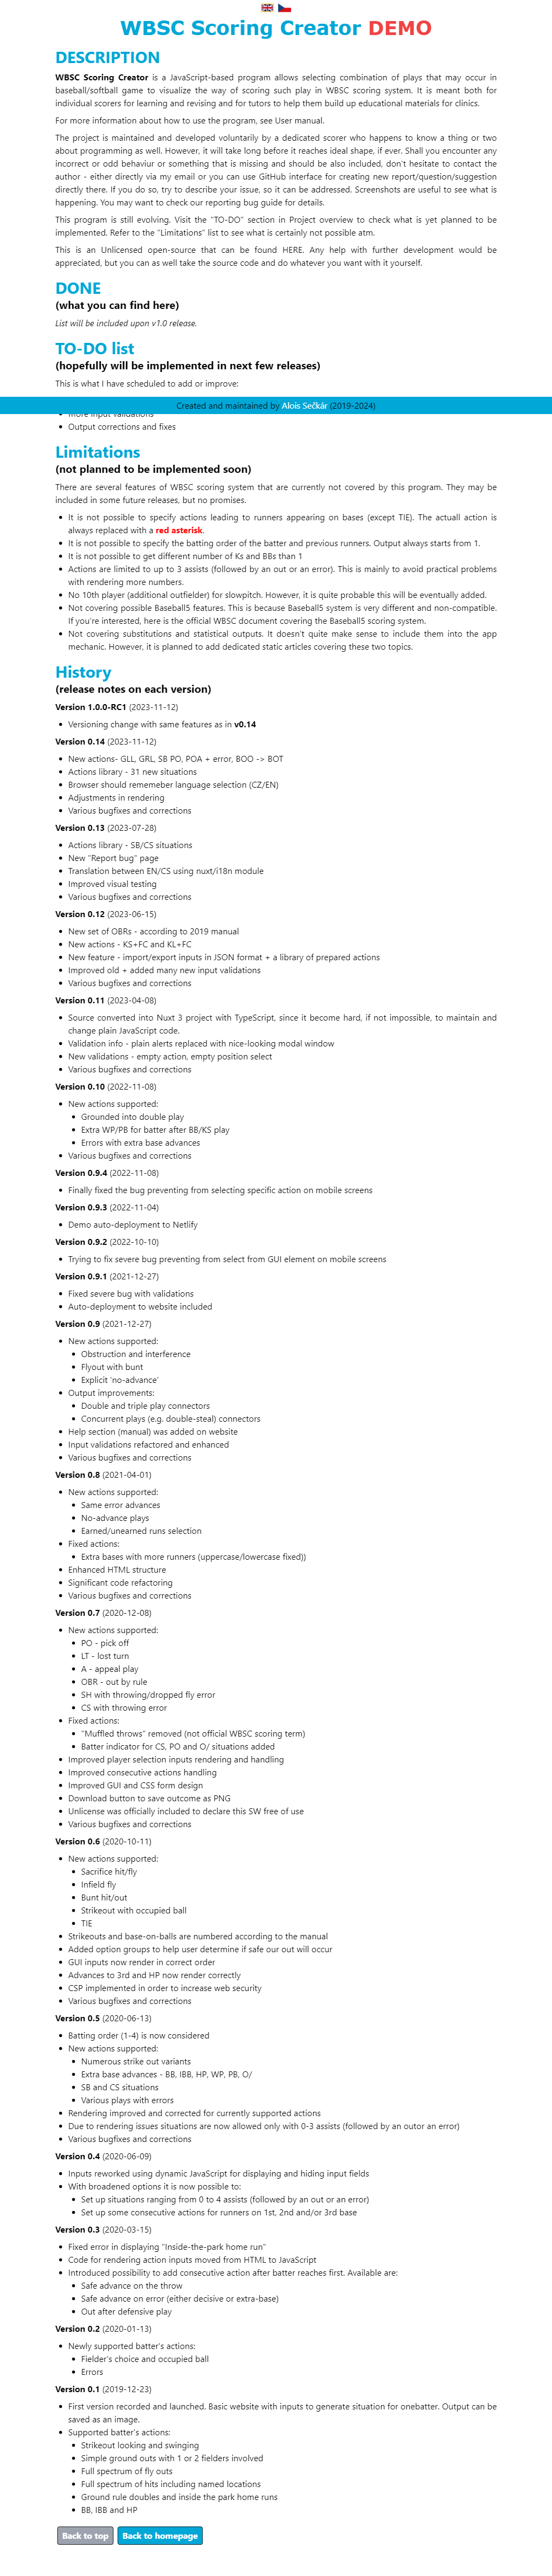 WBSC Scoring Creator DEMO
DESCRIPTION
WBSC Scoring Creator is a JavaScript-based program allows selecting combination of plays that may occur in
baseball/softball game to visualize the way of scoring such play in WBSC scoring system. It is meant both for
individual scorers for learning and revising and for tutors to help them build up educational materials for clinics.
For more information about how to use the program, see User manual.
The project is maintained and developed voluntarily by a dedicated scorer who happens to know a thing or two
about programming as well. However, it will take long before it reaches ideal shape, if ever. Shall you encounter any
incorrect or odd behaviur or something that is missing and should be also included, don't hesitate to contact the
author - either directly via my email or you can use GitHub interface for creating new report/question/suggestion
directly there. If you do so, try to describe your issue, so it can be addressed. Screenshots are useful to see what is
happening. You may want to check our reporting bug guide for details.
This program is still evolving. Visit the "TO-DO" section in Project overview to check what is yet planned to be
implemented. Refer to the "Limitations" list to see what is certainly not possible atm.
This is an Unlicensed open-source that can be found HERE. Any help with further development would be
appreciated, but you can as well take the source code and do whatever you want with it yourself.
DONE
(what you can find here)
List will be included upon v1.0 release.
TO-DO list
(hopefully will be implemented in next few releases)
This is what I have scheduled to add or improve:
Created and maintained by Alois Sečkár (2019-2024)
More input validations
Output corrections and fixes
Limitations
(not planned to be implemented soon)
There are several features of WBSC scoring system that are currently not covered by this program. They may be
included in some future releases, but no promises.
It is not possible to specify actions leading to runners appearing on bases (except TIE). The actuall action is
always replaced with a red asterisk.
It is not possible to specify the batting order of the batter and previous runners. Output always starts from 1.
It is not possible to get different number of Ks and BBs than 1
Actions are limited to up to 3 assists (followed by an out or an error). This is mainly to avoid practical problems
with rendering more numbers.
No 10th player (additional outfielder) for slowpitch. However, it is quite probable this will be eventually added.
Not covering possible Baseball5 features. This is because Baseball5 system is very different and non-compatible.
If you're interested, here is the official WBSC document covering the Baseball5 scoring system.
Not covering substitutions and statistical outputs. It doesn't quite make sense to include them into the app
mechanic. However, it is planned to add dedicated static articles covering these two topics.
History
(release notes on each version)
Version 1.0.0-RC1 (2023-11-12)
Versioning change with same features as in v0.14
Version 0.14 (2023-11-12)
New actions- GLL, GRL, SB PO, POA + error, BOO -> BOT
Actions library - 31 new situations
Browser should rememeber language selection (CZ/EN)
Adjustments in rendering
Various bugfixes and corrections
Version 0.13 (2023-07-28)
Actions library - SB/CS situations
New "Report bug" page
Translation between EN/CS using nuxt/i18n module
Improved visual testing
Various bugfixes and corrections
Version 0.12 (2023-06-15)
New set of OBRs - according to 2019 manual
New actions - KS+FC and KL+FC
New feature - import/export inputs in JSON format + a library of prepared actions
Improved old + added many new input validations
Various bugfixes and corrections
Version 0.11 (2023-04-08)
Source converted into Nuxt 3 project with TypeScript, since it become hard, if not impossible, to maintain and
change plain JavaScript code.
Validation info - plain alerts replaced with nice-looking modal window
New validations - empty action, empty position select
Various bugfixes and corrections
Version 0.10 (2022-11-08)
New actions supported:
Grounded into double play
Extra WP/PB for batter after BB/KS play
Errors with extra base advances
Various bugfixes and corrections
Version 0.9.4 (2022-11-08)
Finally fixed the bug preventing from selecting specific action on mobile screens
Version 0.9.3 (2022-11-04)
Demo auto-deployment to Netlify
Version 0.9.2 (2022-10-10)
Trying to fix severe bug preventing from select from GUI element on mobile screens
Version 0.9.1 (2021-12-27)
Fixed severe bug with validations
Auto-deployment to website included
Version 0.9 (2021-12-27)
New actions supported:
Obstruction and interference
Flyout with bunt
Explicit 'no-advance'
Output improvements:
Double and triple play connectors
Concurrent plays (e.g. double-steal) connectors
Help section (manual) was added on website
Input validations refactored and enhanced
Various bugfixes and corrections
Version 0.8 (2021-04-01)
New actions supported:
Same error advances
No-advance plays
Earned/unearned runs selection
Fixed actions:
Extra bases with more runners (uppercase/lowercase fixed))
Enhanced HTML structure
Significant code refactoring
Various bugfixes and corrections
Version 0.7 (2020-12-08)
New actions supported:
PO - pick off
LT - lost turn
A - appeal play
OBR - out by rule
SH with throwing/dropped fly error
CS with throwing error
Fixed actions:
"Muffled throws" removed (not official WBSC scoring term)
Batter indicator for CS, PO and O/ situations added
Improved player selection inputs rendering and handling
Improved consecutive actions handling
Improved GUI and CSS form design
Download button to save outcome as PNG
Unlicense was officially included to declare this SW free of use
Various bugfixes and corrections
Version 0.6 (2020-10-11)
New actions supported:
Sacrifice hit/fly
Infield fly
Bunt hit/out
Strikeout with occupied ball
TIE
Strikeouts and base-on-balls are numbered according to the manual
Added option groups to help user determine if safe our out will occur
GUI inputs now render in correct order
Advances to 3rd and HP now render correctly
CSP implemented in order to increase web security
Various bugfixes and corrections
Version 0.5 (2020-06-13)
Batting order (1-4) is now considered
New actions supported:
Numerous strike out variants
Extra base advances - BB, IBB, HP, WP, PB, O/
SB and CS situations
Various plays with errors
Rendering improved and corrected for currently supported actions
Due to rendering issues situations are now allowed only with 0-3 assists (followed by an outor an error)
Various bugfixes and corrections
Version 0.4 (2020-06-09)
Inputs reworked using dynamic JavaScript for displaying and hiding input fields
With broadened options it is now possible to:
Set up situations ranging from 0 to 4 assists (followed by an out or an error)
Set up some consecutive actions for runners on 1st, 2nd and/or 3rd base
Version 0.3 (2020-03-15)
Fixed error in displaying "Inside-the-park home run"
Code for rendering action inputs moved from HTML to JavaScript
Introduced possibility to add consecutive action after batter reaches first. Available are:
Safe advance on the throw
Safe advance on error (either decisive or extra-base)
Out after defensive play
Version 0.2 (2020-01-13)
Newly supported batter's actions:
Fielder's choice and occupied ball
Errors
Version 0.1 (2019-12-23)
First version recorded and launched. Basic website with inputs to generate situation for onebatter. Output can be
saved as an image.
Supported batter's actions:
Strikeout looking and swinging
Simple ground outs with 1 or 2 fielders involved
Full spectrum of fly outs
Full spectrum of hits including named locations
Ground rule doubles and inside the park home runs
BB, IBB and HP
Back to top Back to homepage